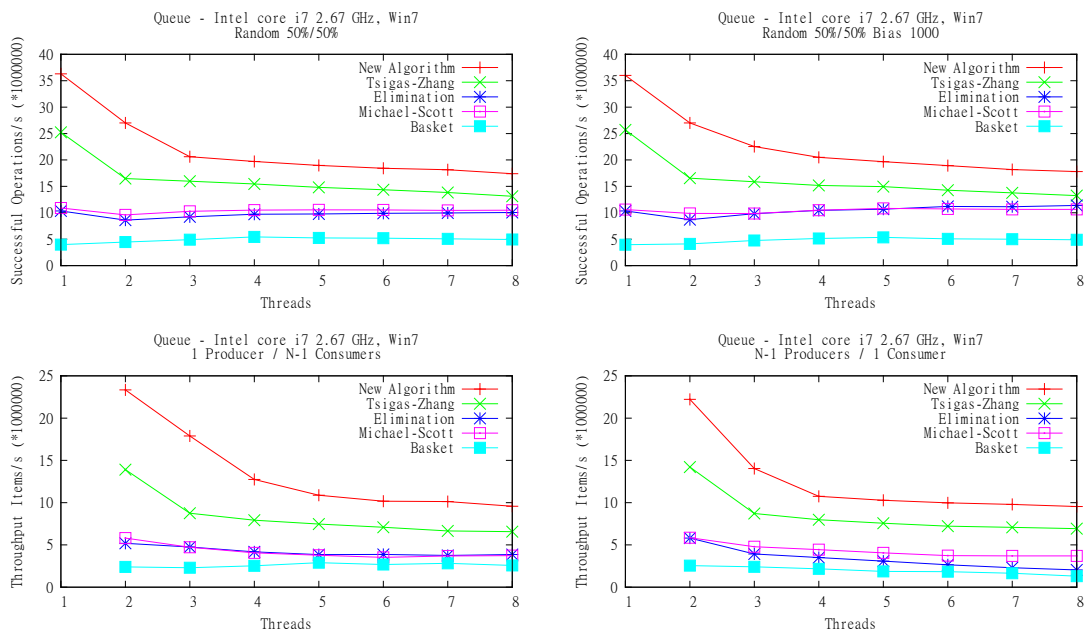 Queue - Intel core i7 2.67 GHz, Win7
Random 50%/50%
Successful Operations/s (*1000000)
40
35
30
25
20
15
10
5
0
New Algorithm
Tsigas-Zhang
Elimination
Michael-Scott
Basket
1 2 3 4 5 6 7 8
Threads
Queue - Intel core i7 2.67 GHz, Win7
Random 50%/50% Bias 1000
Successful Operations/s (*1000000)
40
35
30
25
20
15
10
5
0
New Algorithm
Tsigas-Zhang
Elimination
Michael-Scott
Basket
1 2 3 4 5 6 7 8
Threads
Queue - Intel core i7 2.67 GHz, Win7
1 Producer / N-1 Consumers
Throughput Items/s (*1000000)
25
20
15
10
5
0
New Algorithm
Tsigas-Zhang
Elimination
Michael-Scott
Basket
1 2 3 4 5 6 7 8
Threads
Queue - Intel core i7 2.67 GHz, Win7
N-1 Producers / 1 Consumer
Throughput Items/s (*1000000)
25
20
15
10
5
0
New Algorithm
Tsigas-Zhang
Elimination
Michael-Scott
Basket
1 2 3 4 5 6 7 8
Threads